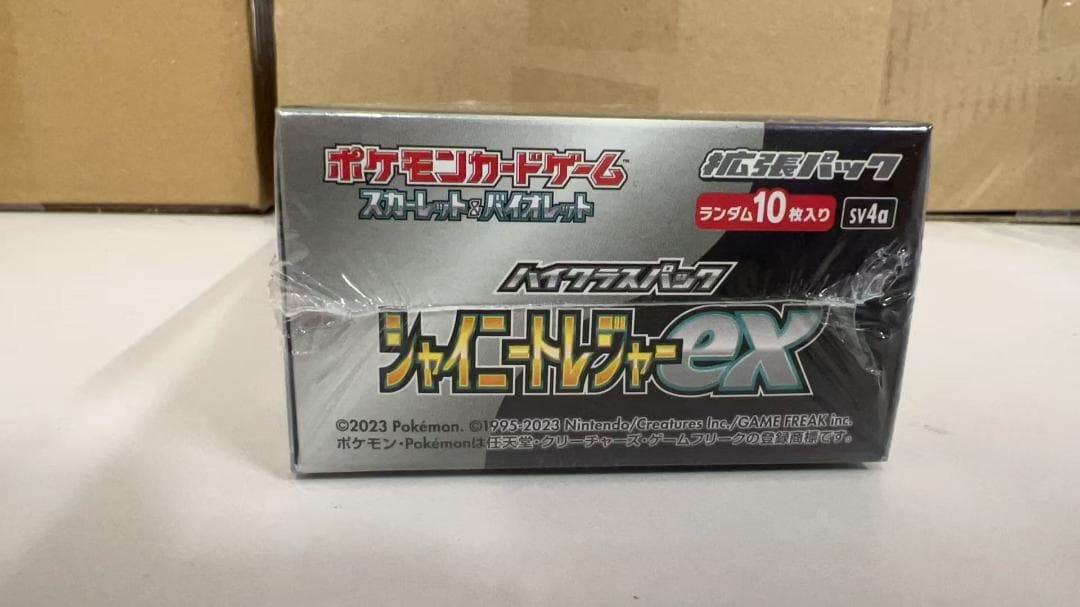 ポケモンカードゲーム™
スカーレット&バイオレット
拡張パック
ランダム10枚入り
SV4a
ハイクラスパック
シャイニートレジャーex
©2023 Pokémon. ©1995-2023 Nintendo/Creatures Inc./GAME FREAK inc.
ポケモン・Pokémonは任天堂・クリーチャーズ・ゲームフリークの登録商標です。